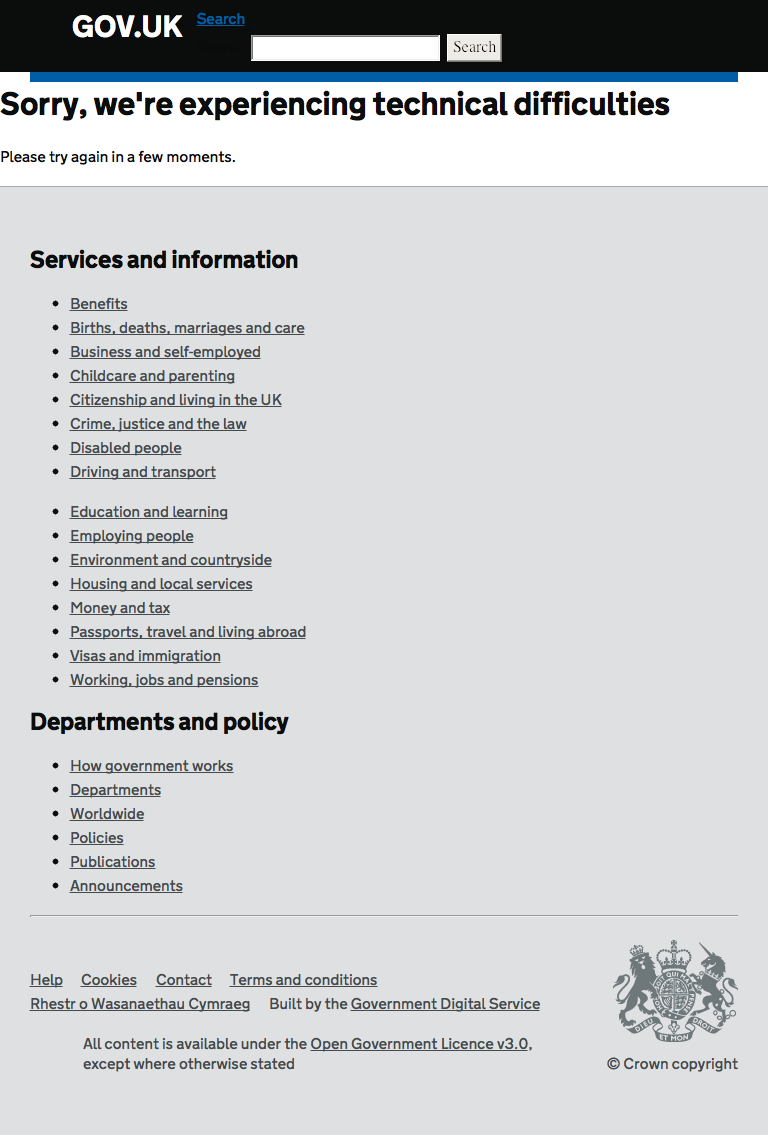 GOV.UK
Search
Search
Sorry, we're experiencing technical difficulties
Please try again in a few moments.
Services and information
Benefits
Births, deaths, marriages and care
Business and self-employed
Childcare and parenting
Citizenship and living in the UK
Crime, justice and the law
Disabled people
Driving and transport
Education and learning
Employing people
Environment and countryside
Housing and local services
Money and tax
Passports, travel and living abroad
Visas and immigration
Working, jobs and pensions
Departments and policy
How government works
Departments
Worldwide
Policies
Publications
Announcements
Help Cookies Contact Terms and conditions
Rhestr o Wasanaethau Cymraeg Built by the Government Digital Service
All content is available under the Open Government Licence v3.0,
except where otherwise stated
DIEU ET MON DROIT
© Crown copyright